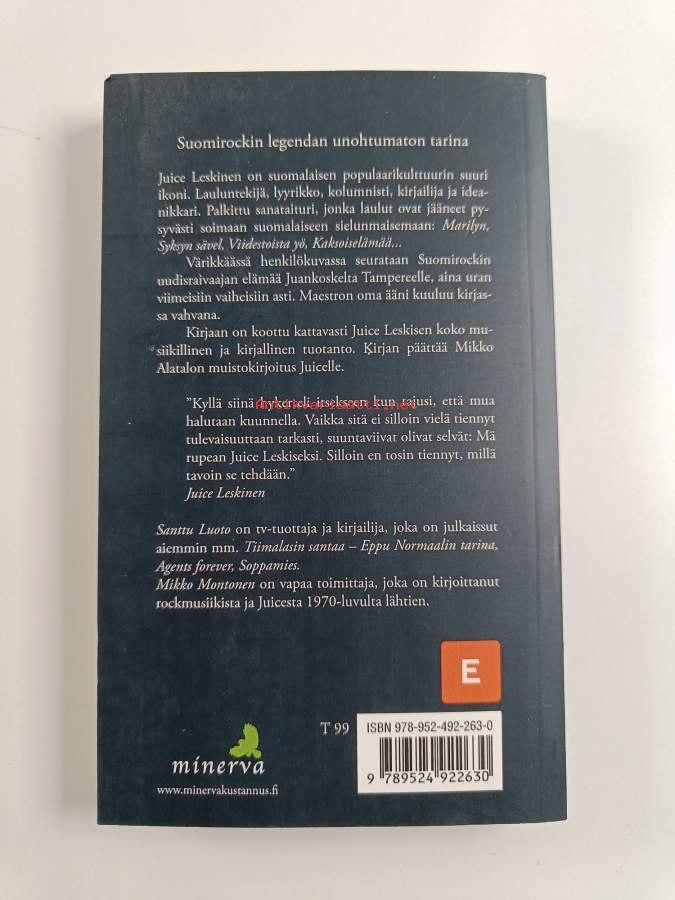 Suomirockin legendan unohtumaton tarina
Juice Leskinen on suomalaisen populaarikulttuurin suuri
ikoni. Lauluntekijä, lyyrikko, kolumnisti, kirjailija ja idea-
nikkari. Palkittu sanataituri, jonka laulut ovat jääneet py-
syvästi soimaan suomalaiseen sielunmaisemaan: Marilyn,
Syksyn sävel, Viidestoista yö, Kaksoiselämää...
Värikkäässä henkilökuvassa seurataan Suomirockin
uudisraivaajan elämää Juankoskelta Tampereelle, aina uran
viimeisiin vaiheisiin asti. Maestron oma ääni kuuluu kirjas-
sa vahvana.
Kirjaan on koottu kattavasti Juice Leskisen koko mu-
siikillinen ja kirjallinen tuotanto. Kirjan päättää Mikko
Alatalon muistokirjoitus Juicelle.
"Kyllä siinä hykerteli itsekseen kun tajusi, että mua
Antikvariaatti.net
halutaan kuunnella. Vaikka sitä ei silloin vielä tiennyt
tulevaisuuttaan tarkasti, suuntaviivat olivat selvät: Mä
rupean Juice Leskiseksi. Silloin en tosin tiennyt, millä
tavoin se tehdään."
Juice Leskinen
Santtu Luoto on tv-tuottaja ja kirjailija, joka on julkaissut
aiemmin mm. Tiimalasin santaa – Eppu Normaalin tarina,
Agents forever, Soppamies.
Mikko Montonen on vapaa toimittaja, joka on kirjoittanut
rockmusiikista ja Juicesta 1970-luvulta lähtien.
E
T 99
ISBN 978-952-492-263-0
9 789524 922630
minerva
www.minervakustannus.fi